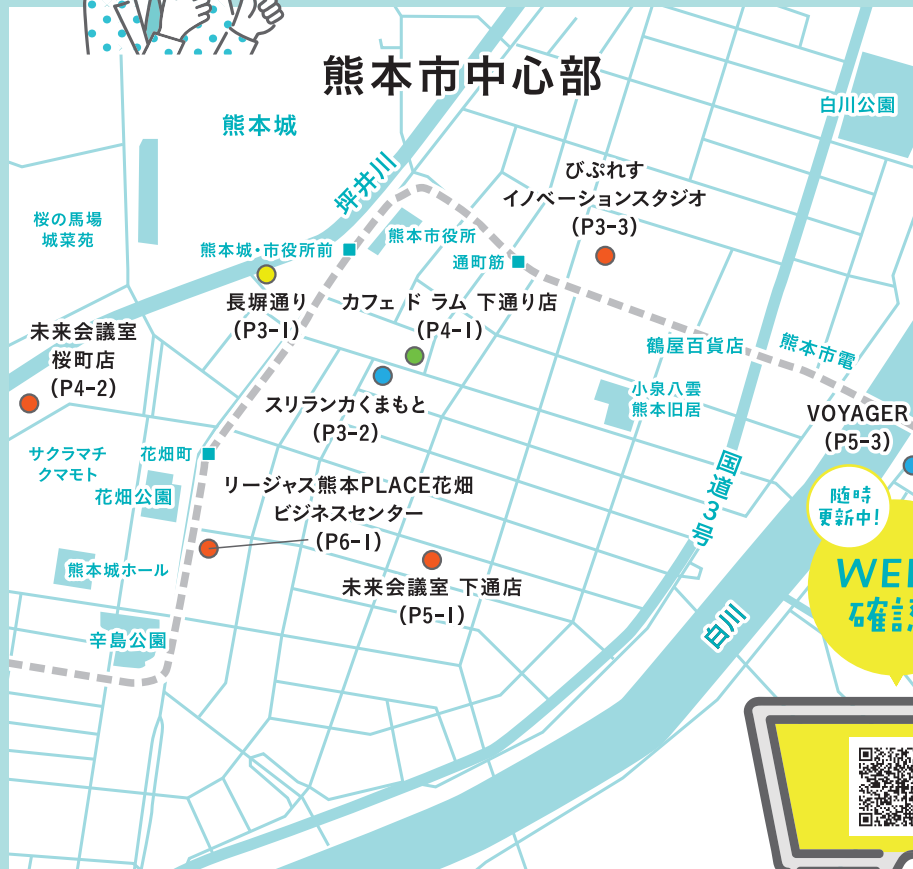 熊本市中心部
熊本城
白川公園
坪井川
びぷれす
イノベーションスタジオ
(P3-3)
桜の馬場
城菜苑
熊本城・市役所前
熊本市役所
通町筋
長塀通り
(P3-1)
カフェ ド ラム 下通り店
(P4-1)
未来会議室
桜町店
(P4-2)
鶴屋百貨店
熊本市電
小泉八雲
熊本旧居
スリランカくまもと
(P3-2)
VOYAGER
(P5-3)
サクラマチ
クマモト
花畑町
花畑公園
国道3号
リージャス熊本PLACE花畑
ビジネスセンター
(P6-1)
随時
更新中!
熊本城ホール
未来会議室 下通店
(P5-1)
WE
確
辛島公園
白川